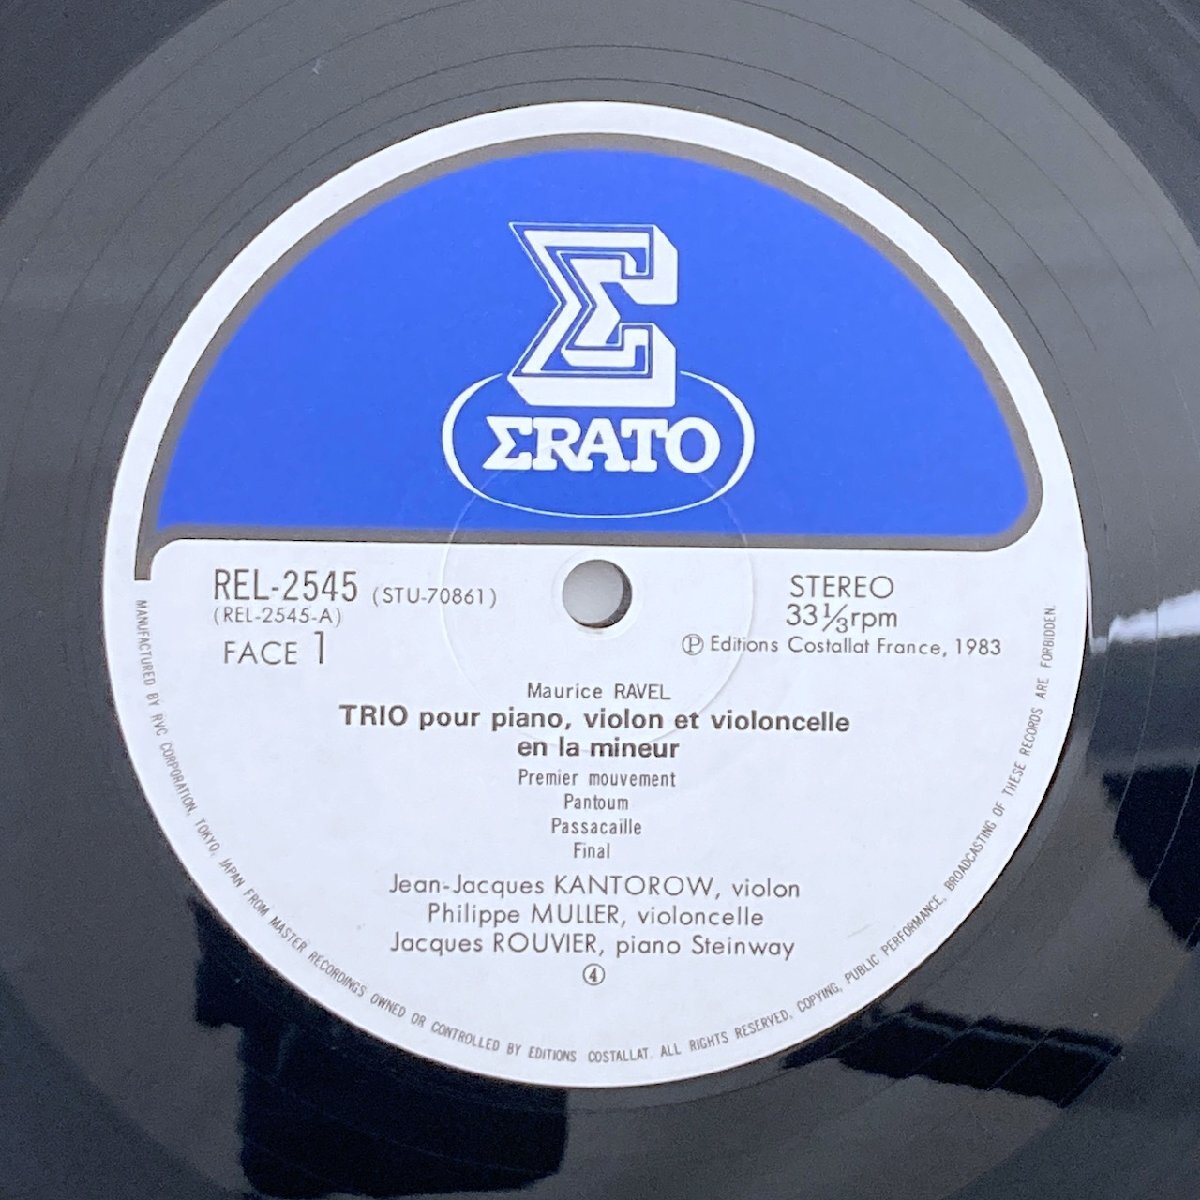 Σ
ΣRATO
REL-2545 (STU-70861)
(REL-2545-A)
FACE 1
STEREO
33⅓rpm
Ⓟ Editions Costallat France, 1983
Maurice RAVEL
TRIO pour piano, violon et violoncelle
en la mineur
Premier mouvement
Pantoum
Passacaille
Final
Jean-Jacques KANTOROW, violon
Philippe MULLER, violoncelle
Jacques ROUVIER, piano Steinway
④
MANUFACTURED BY RVC CORPORATION, TOKYO, JAPAN FROM MASTER RECORDINGS OWNED OR CONTROLLED BY EDITIONS COSTALLAT. ALL RIGHTS RESERVED. COPYING, PUBLIC PERFORMANCE, BROADCASTING OF THESE RECORDS ARE FORBIDDEN.